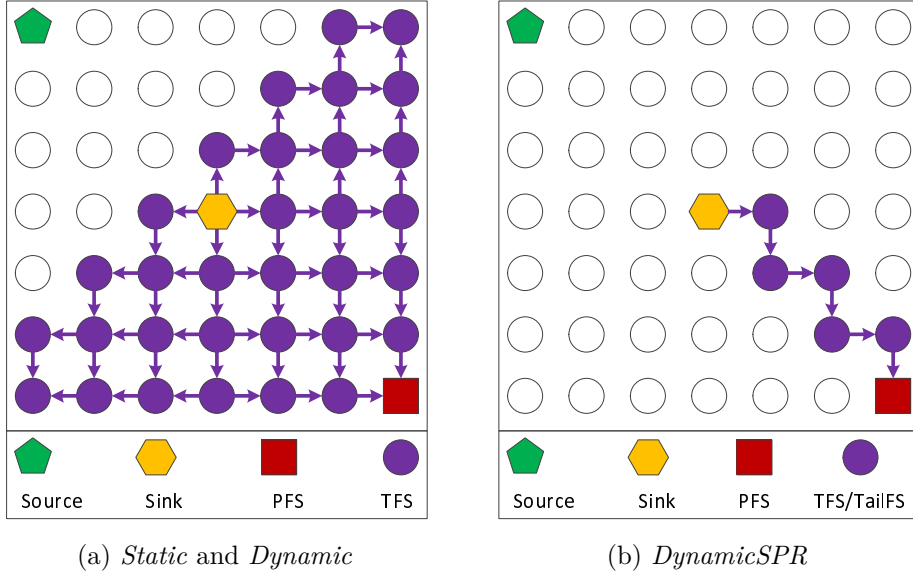 Source Sink PFS TFS
Source Sink PFS TFS/TailFS
(a) Static and Dynamic
(b) DynamicSPR